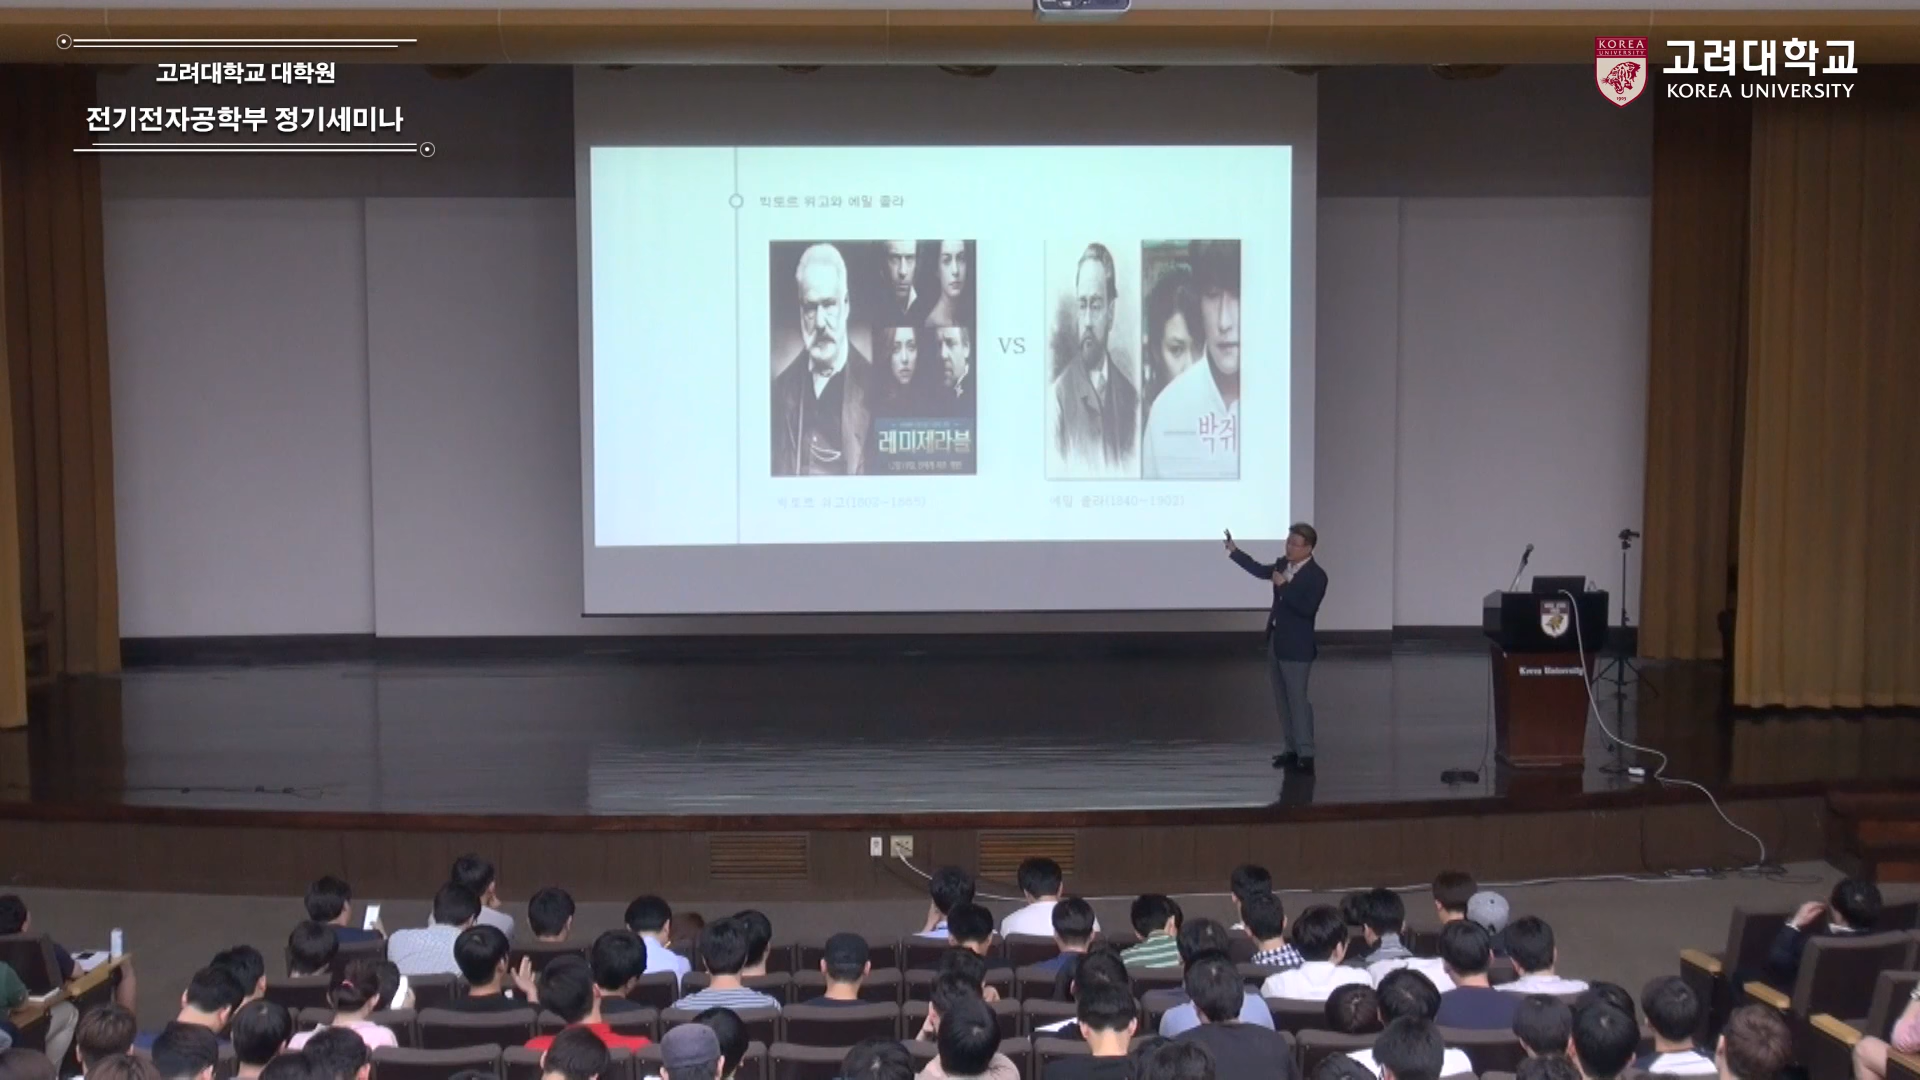 고려대학교 대학원
전기전자공학부 정기세미나
KOREA
UNIVERSITY
1905
고려대학교
KOREA UNIVERSITY
빅토르 위고와 에밀 졸라
VS
레미제라블
박쥐
빅토르 위고(1802~1885)
에밀 졸라(1840~1902)
Korea University